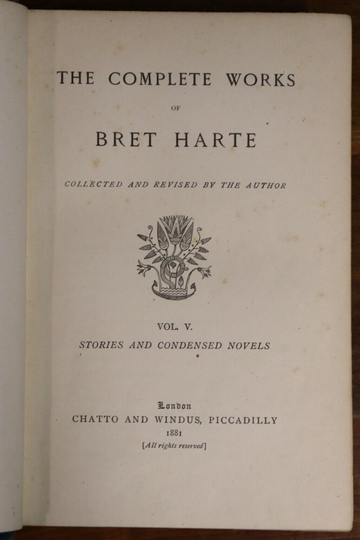 THE COMPLETE WORKS
OF
BRET HARTE
COLLECTED AND REVISED BY THE AUTHOR
VOL. V.
STORIES AND CONDENSED NOVELS
London
CHATTO AND WINDUS, PICCADILLY
1881
[All rights reserved]